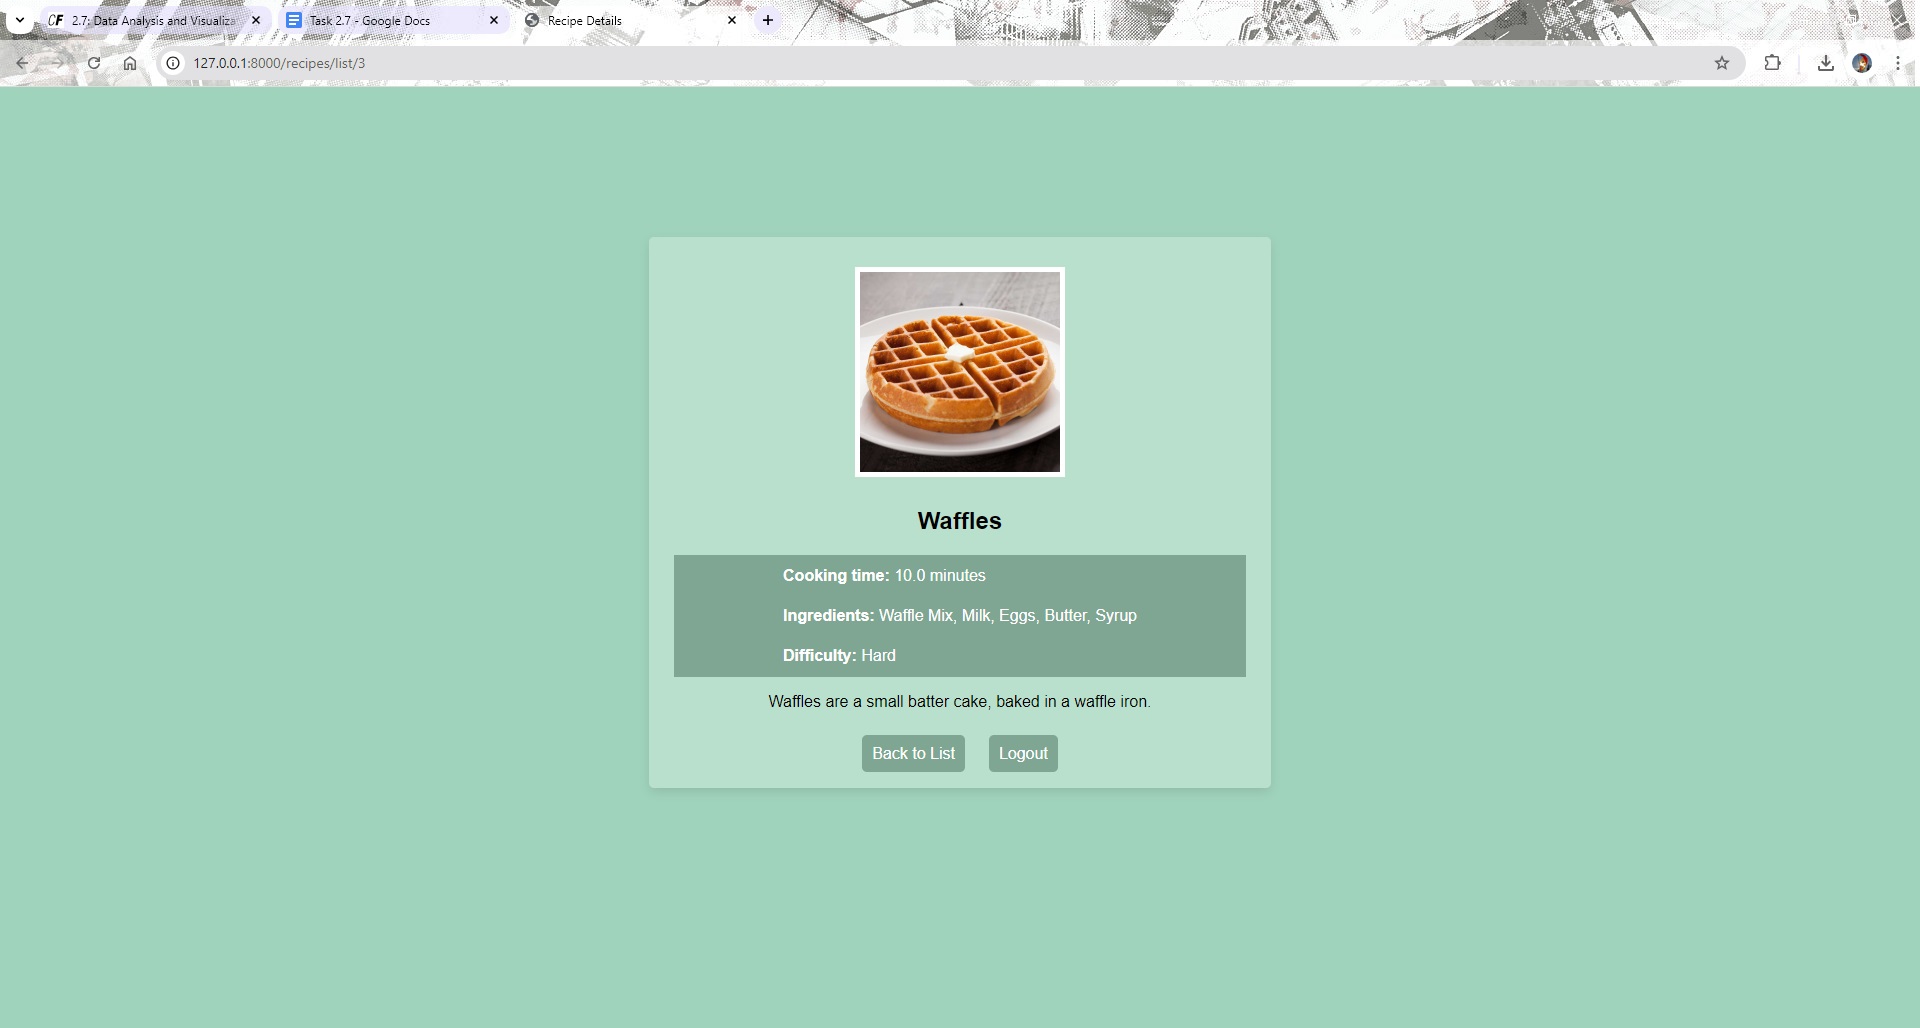 CF 2.7: Data Analysis and Visualiza
Task 2.7 - Google Docs
Recipe Details
127.0.0.1:8000/recipes/list/3
Waffles
Cooking time: 10.0 minutes
Ingredients: Waffle Mix, Milk, Eggs, Butter, Syrup
Difficulty: Hard
Waffles are a small batter cake, baked in a waffle iron.
Back to List
Logout